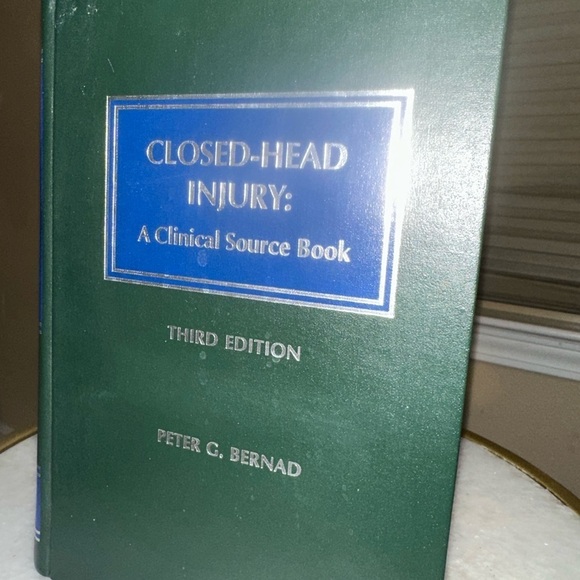 CLOSED-HEAD
INJURY:
A Clinical Source Book
THIRD EDITION
PETER G. BERNAD